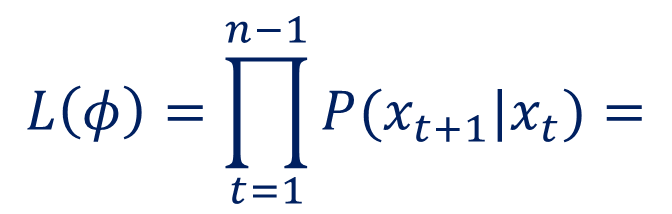 L(ϕ) = ∏_{t=1}^{n−1} P(x_{t+1}|x_t) =